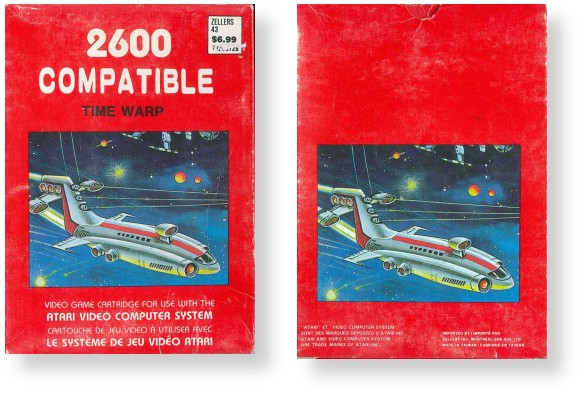 ZELLERS
43
$6.99
2600
COMPATIBLE
TIME WARP
VIDEO GAME CARTRIDGE FOR USE WITH THE
ATARI VIDEO COMPUTER SYSTEM
CARTOUCHE DE JEU VIDÉO À UTILISER AVEC
LE SYSTÈME DE JEU VIDÉO ATARI
"ATARI" ET "VIDEO COMPUTER SYSTEM"
SONT DES MARQUES DÉPOSÉES D'ATARI INC.
ATARI AND VIDEO COMPUTER SYSTEM
ARE TRADE MARKS OF ATARI INC.
IMPORTED BY / IMPORTÉ PAR
ZELLERS INC. MONTREAL
MADE IN TAIWAN / FABRIQUÉ EN TAIWAN